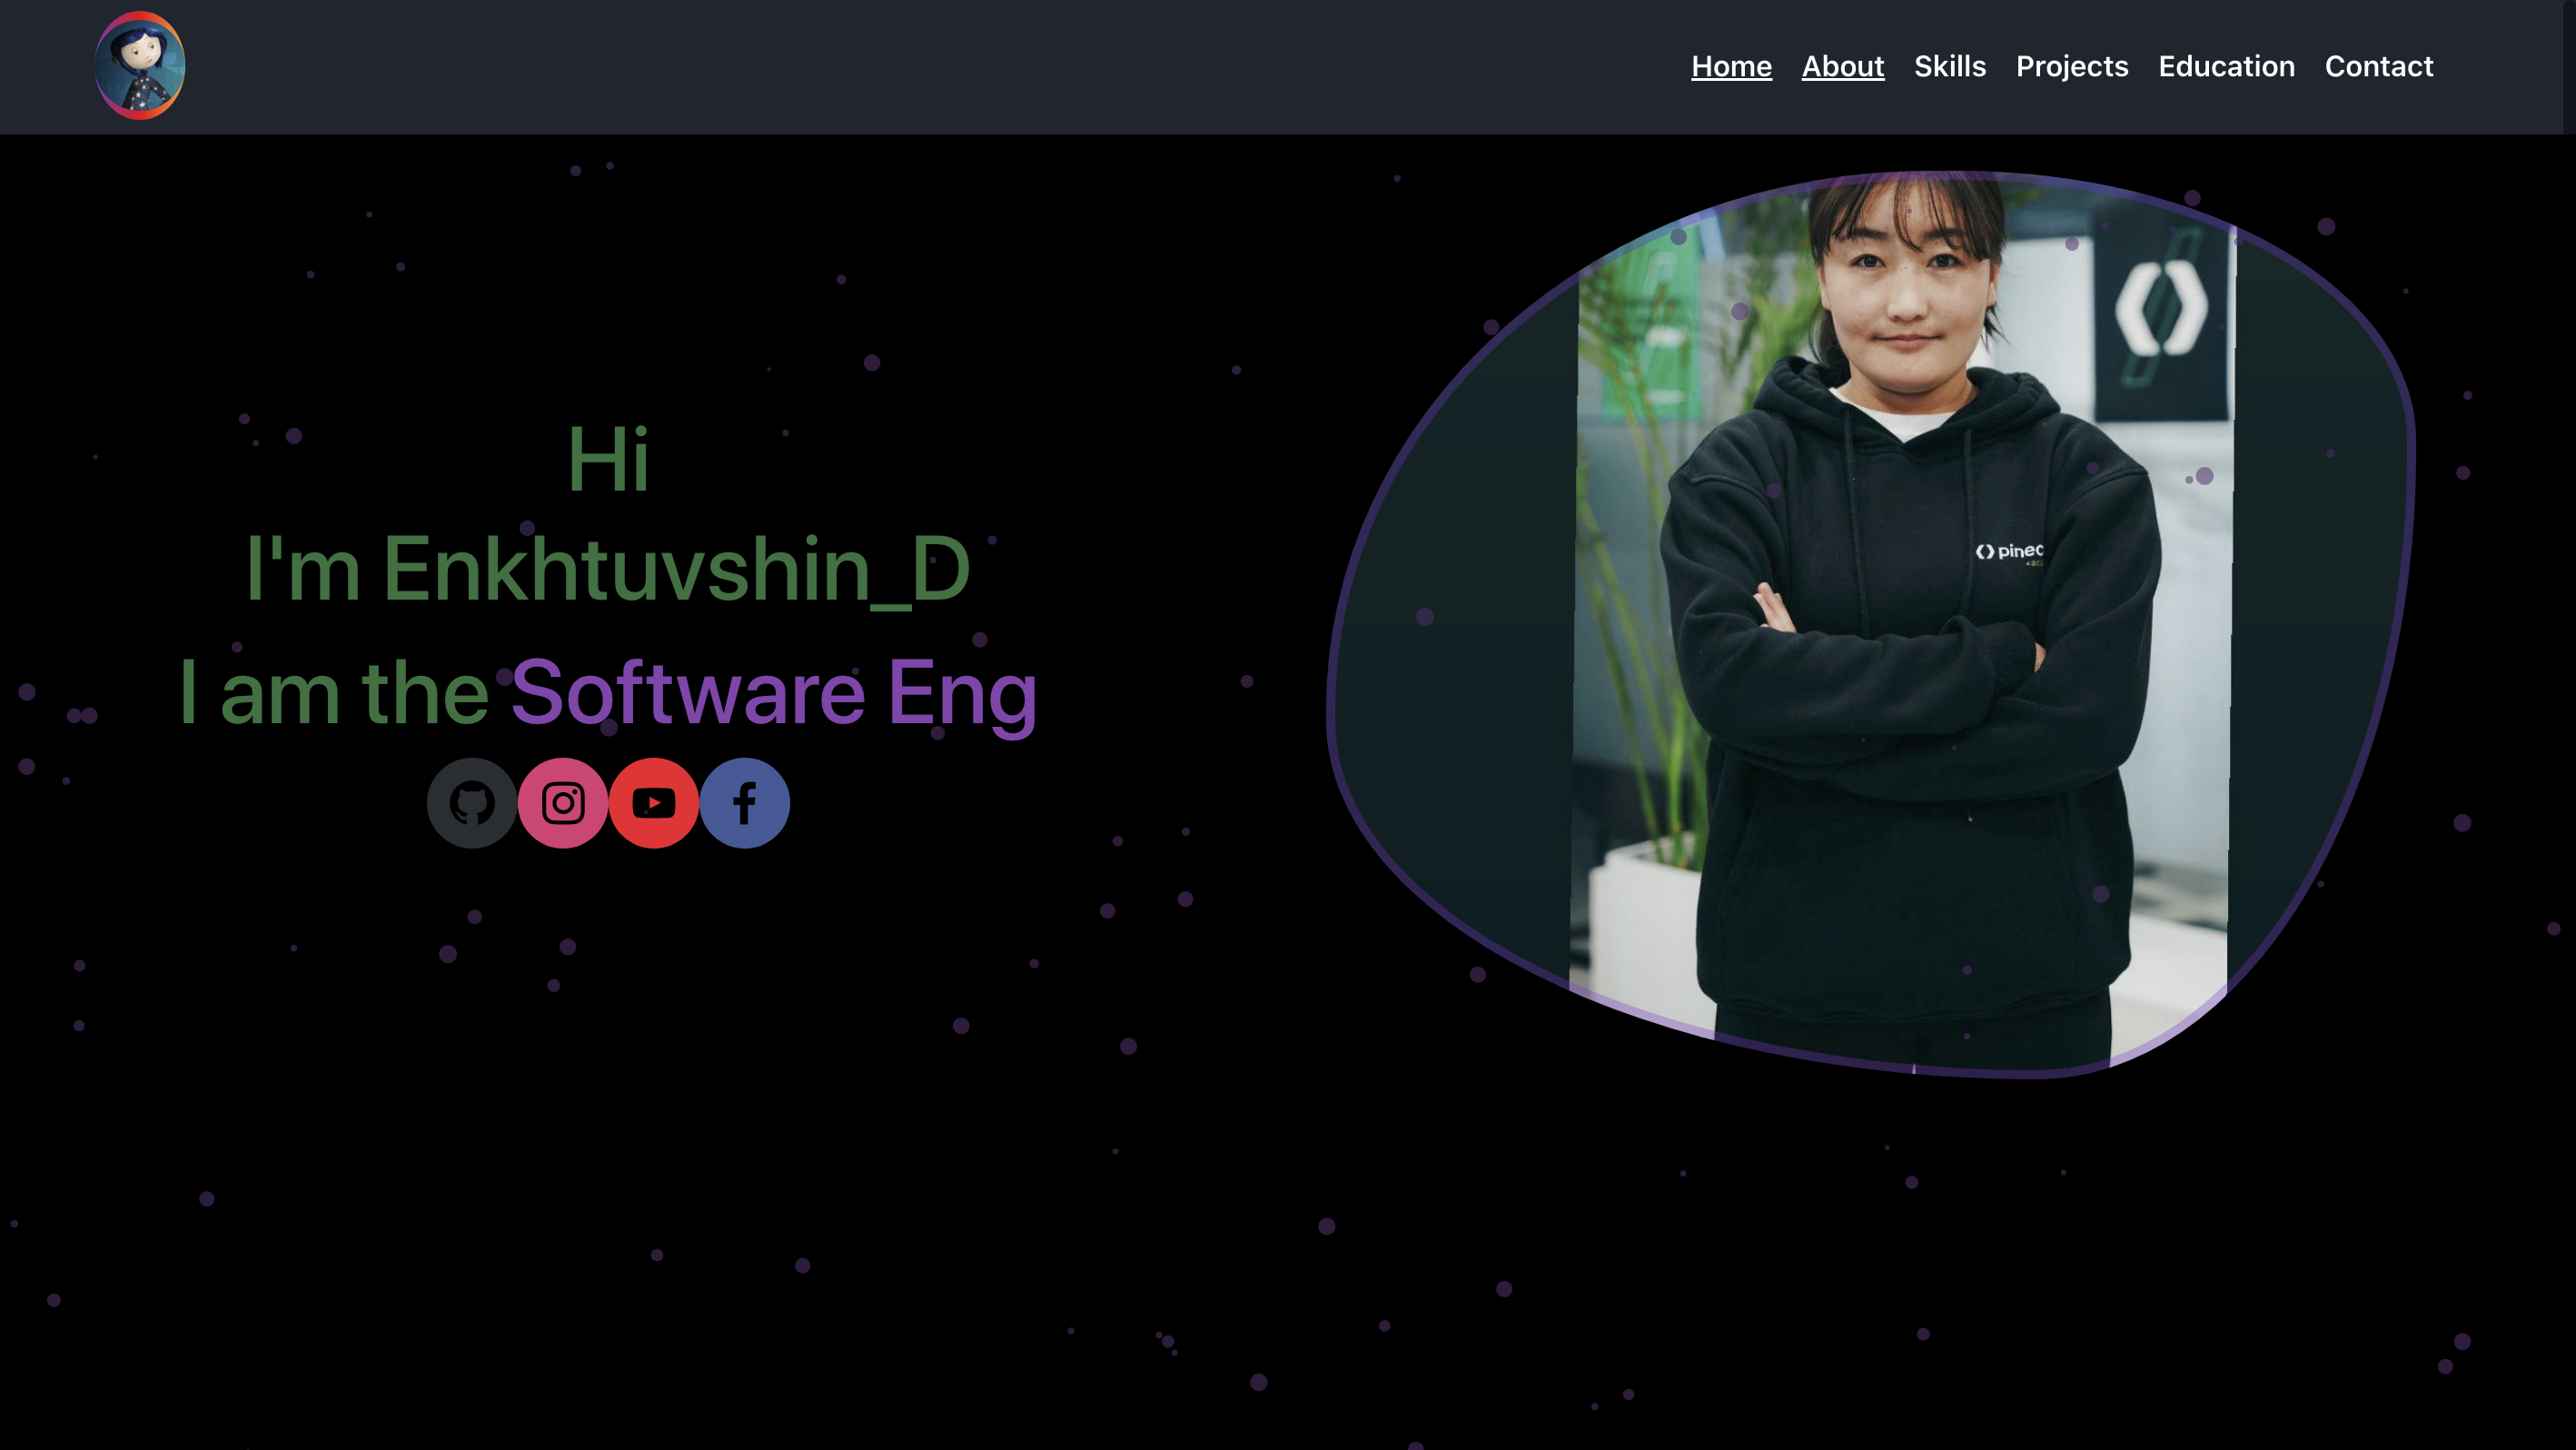 Home About Skills Projects Education Contact
Hi
I'm Enkhtuvshin_D
I am the Software Eng
pinec